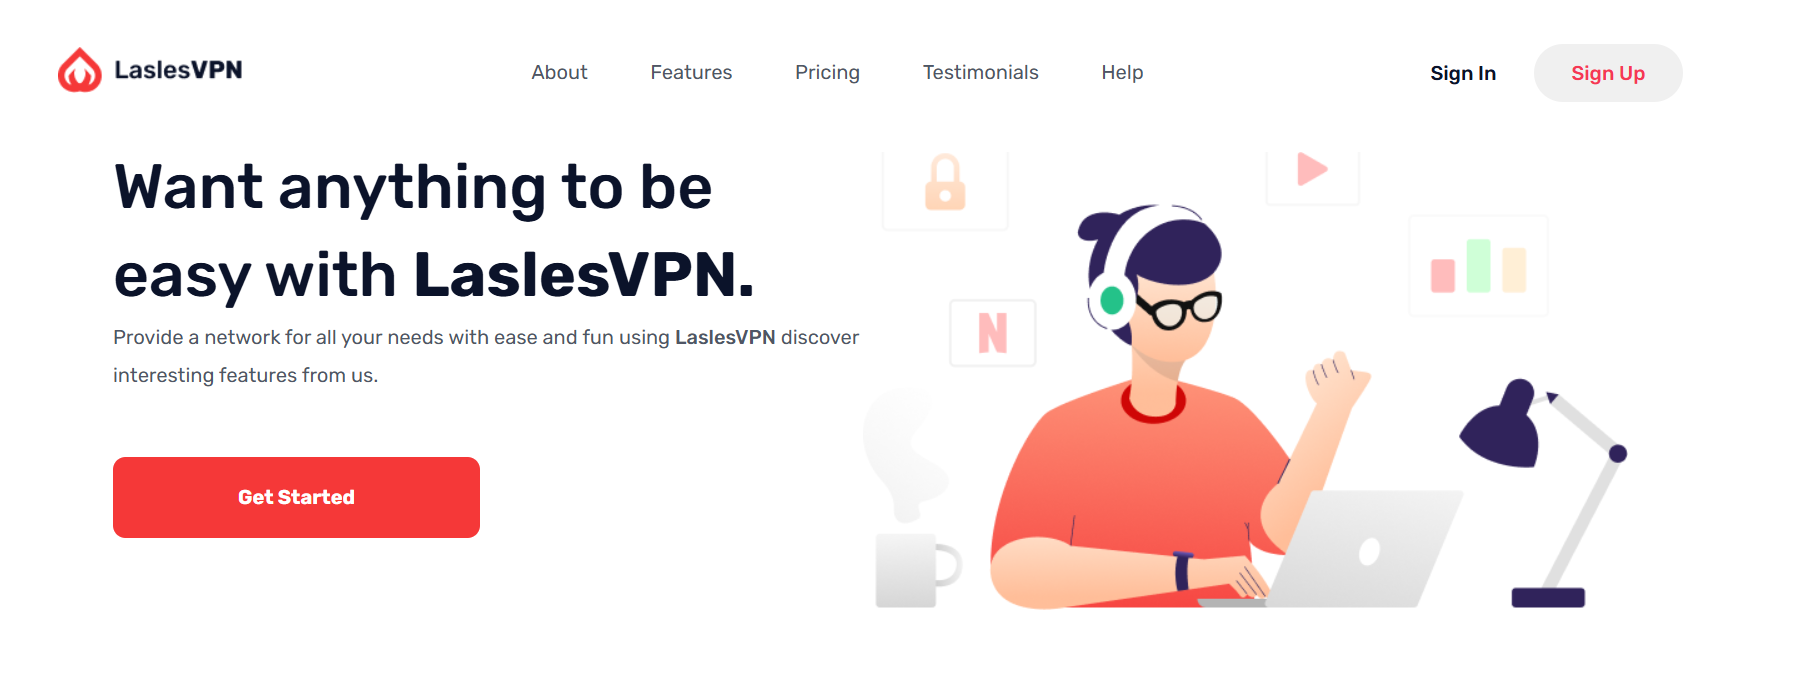 LaslesVPN
About
Features
Pricing
Testimonials
Help
Sign In
Sign Up
Want anything to be
easy with LaslesVPN.
Provide a network for all your needs with ease and fun using LaslesVPN discover
interesting features from us.
N
Get Started